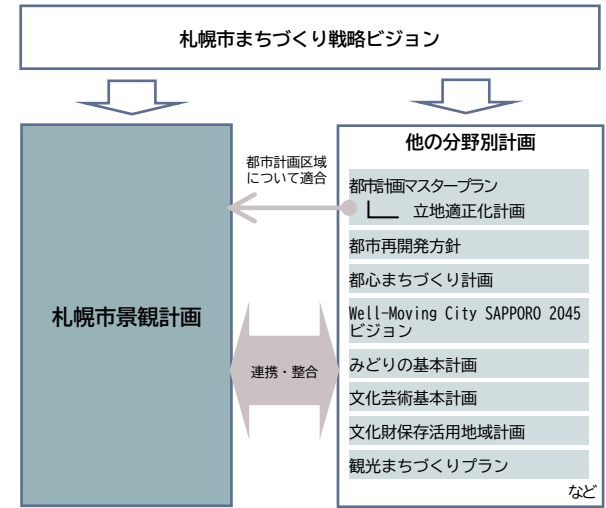 札幌市まちづくり戦略ビジョン
札幌市景観計画
都市計画区域
について適合
連携・整合
他の分野別計画
都市計画マスタープラン
立地適正化計画
都市再開発方針
都心まちづくり計画
Well-Moving City SAPPORO 2045
ビジョン
みどりの基本計画
文化芸術基本計画
文化財保存活用地域計画
観光まちづくりプラン
など